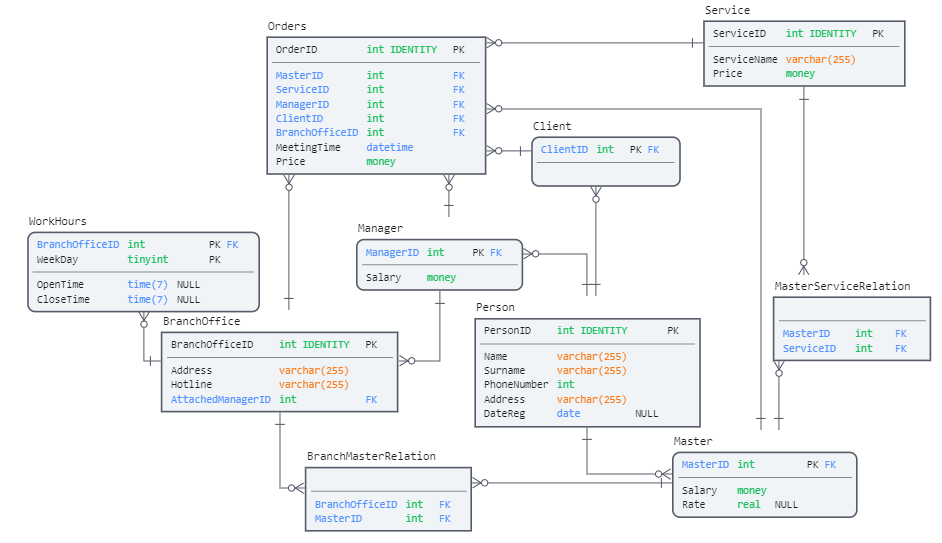 Orders
OrderID int IDENTITY PK
MasterID int FK
ServiceID int FK
ManagerID int FK
ClientID int FK
BranchOfficeID int FK
MeetingTime datetime
Price money
Service
ServiceID int IDENTITY PK
ServiceName varchar(255)
Price money
Client
ClientID int PK FK
WorkHours
BranchOfficeID int PK FK
WeekDay tinyint PK
OpenTime time(7) NULL
CloseTime time(7) NULL
Manager
ManagerID int PK FK
Salary money
MasterServiceRelation
MasterID int FK
ServiceID int FK
BranchOffice
BranchOfficeID int IDENTITY PK
Address varchar(255)
Hotline varchar(255)
AttachedManagerID int FK
Person
PersonID int IDENTITY PK
Name varchar(255)
Surname varchar(255)
PhoneNumber int
Address varchar(255)
DateReg date NULL
BranchMasterRelation
BranchOfficeID int FK
MasterID int FK
Master
MasterID int PK FK
Salary money
Rate real NULL